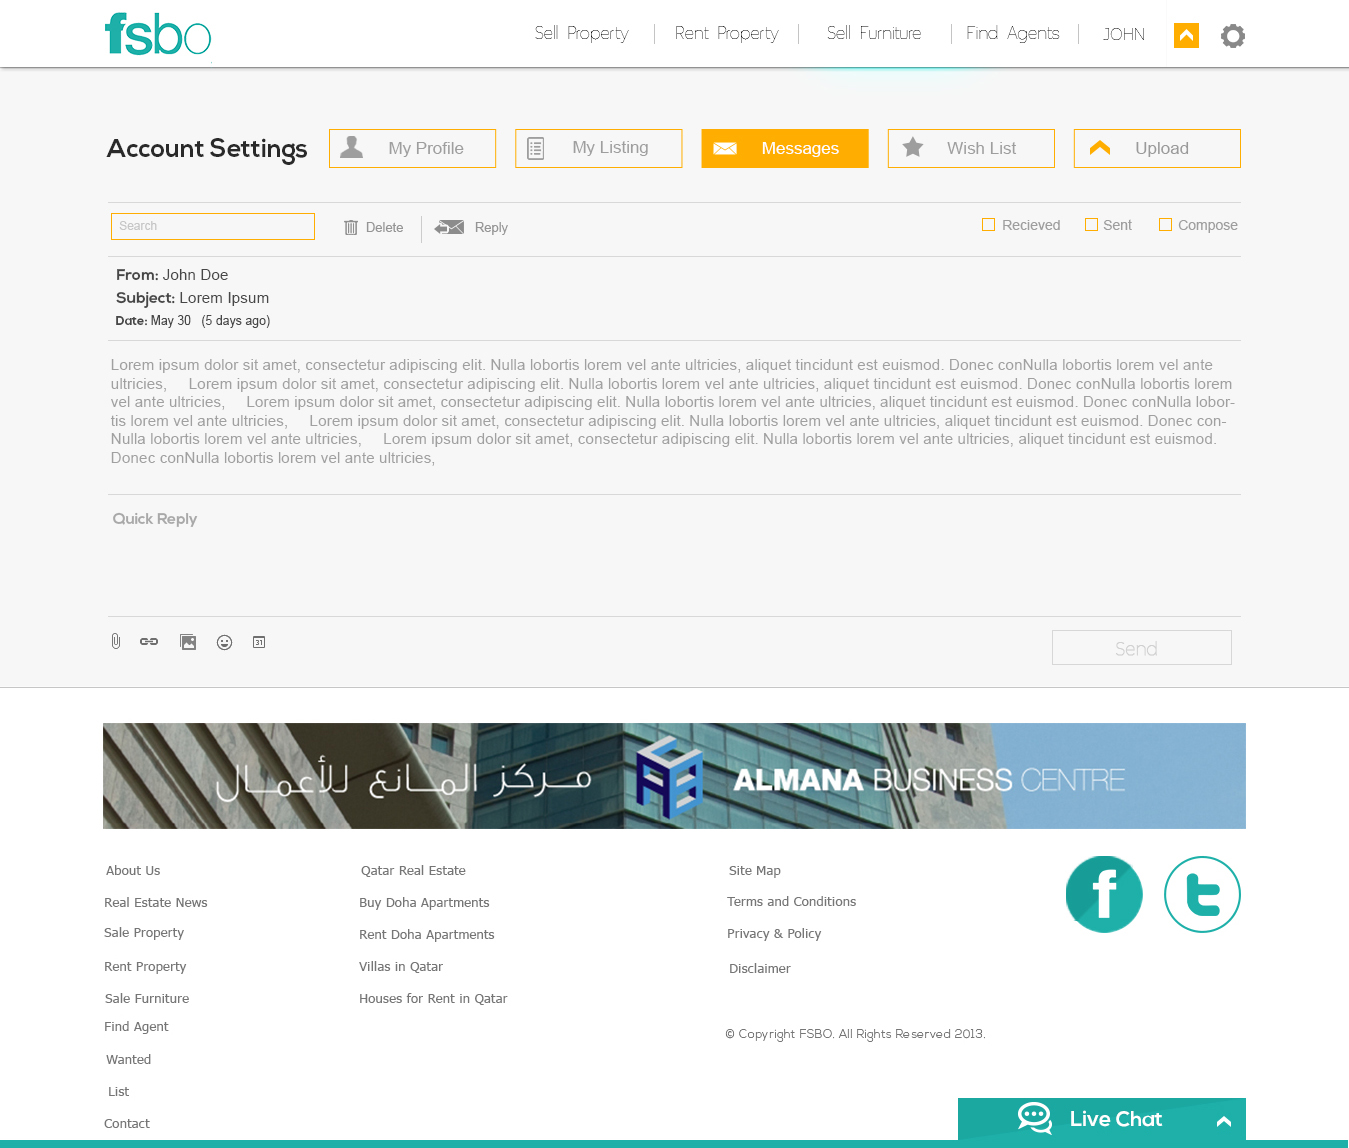 fsbo
Sell Property
Rent Property
Sell Furniture
Find Agents
JOHN
Account Settings
My Profile
My Listing
Messages
Wish List
Upload
Search
Delete
Reply
Recieved
Sent
Compose
From: John Doe
Subject: Lorem Ipsum
Date: May 30 (5 days ago)
Lorem ipsum dolor sit amet, consectetur adipiscing elit. Nulla lobortis lorem vel ante ultricies, aliquet tincidunt est euismod. Donec conNulla lobortis lorem vel ante
ultricies, Lorem ipsum dolor sit amet, consectetur adipiscing elit. Nulla lobortis lorem vel ante ultricies, aliquet tincidunt est euismod. Donec conNulla lobortis lorem
vel ante ultricies, Lorem ipsum dolor sit amet, consectetur adipiscing elit. Nulla lobortis lorem vel ante ultricies, aliquet tincidunt est euismod. Donec conNulla lobor-
tis lorem vel ante ultricies, Lorem ipsum dolor sit amet, consectetur adipiscing elit. Nulla lobortis lorem vel ante ultricies, aliquet tincidunt est euismod. Donec con-
Nulla lobortis lorem vel ante ultricies, Lorem ipsum dolor sit amet, consectetur adipiscing elit. Nulla lobortis lorem vel ante ultricies, aliquet tincidunt est euismod.
Donec conNulla lobortis lorem vel ante ultricies,
Quick Reply
31
Send
مركز المانع للأعمال
ALMANA BUSINESS CENTRE
About Us
Real Estate News
Sale Property
Rent Property
Sale Furniture
Find Agent
Wanted
List
Contact
Qatar Real Estate
Buy Doha Apartments
Rent Doha Apartments
Villas in Qatar
Houses for Rent in Qatar
Site Map
Terms and Conditions
Privacy & Policy
Disclaimer
© Copyright FSBO. All Rights Reserved 2013.
f
t
Live Chat